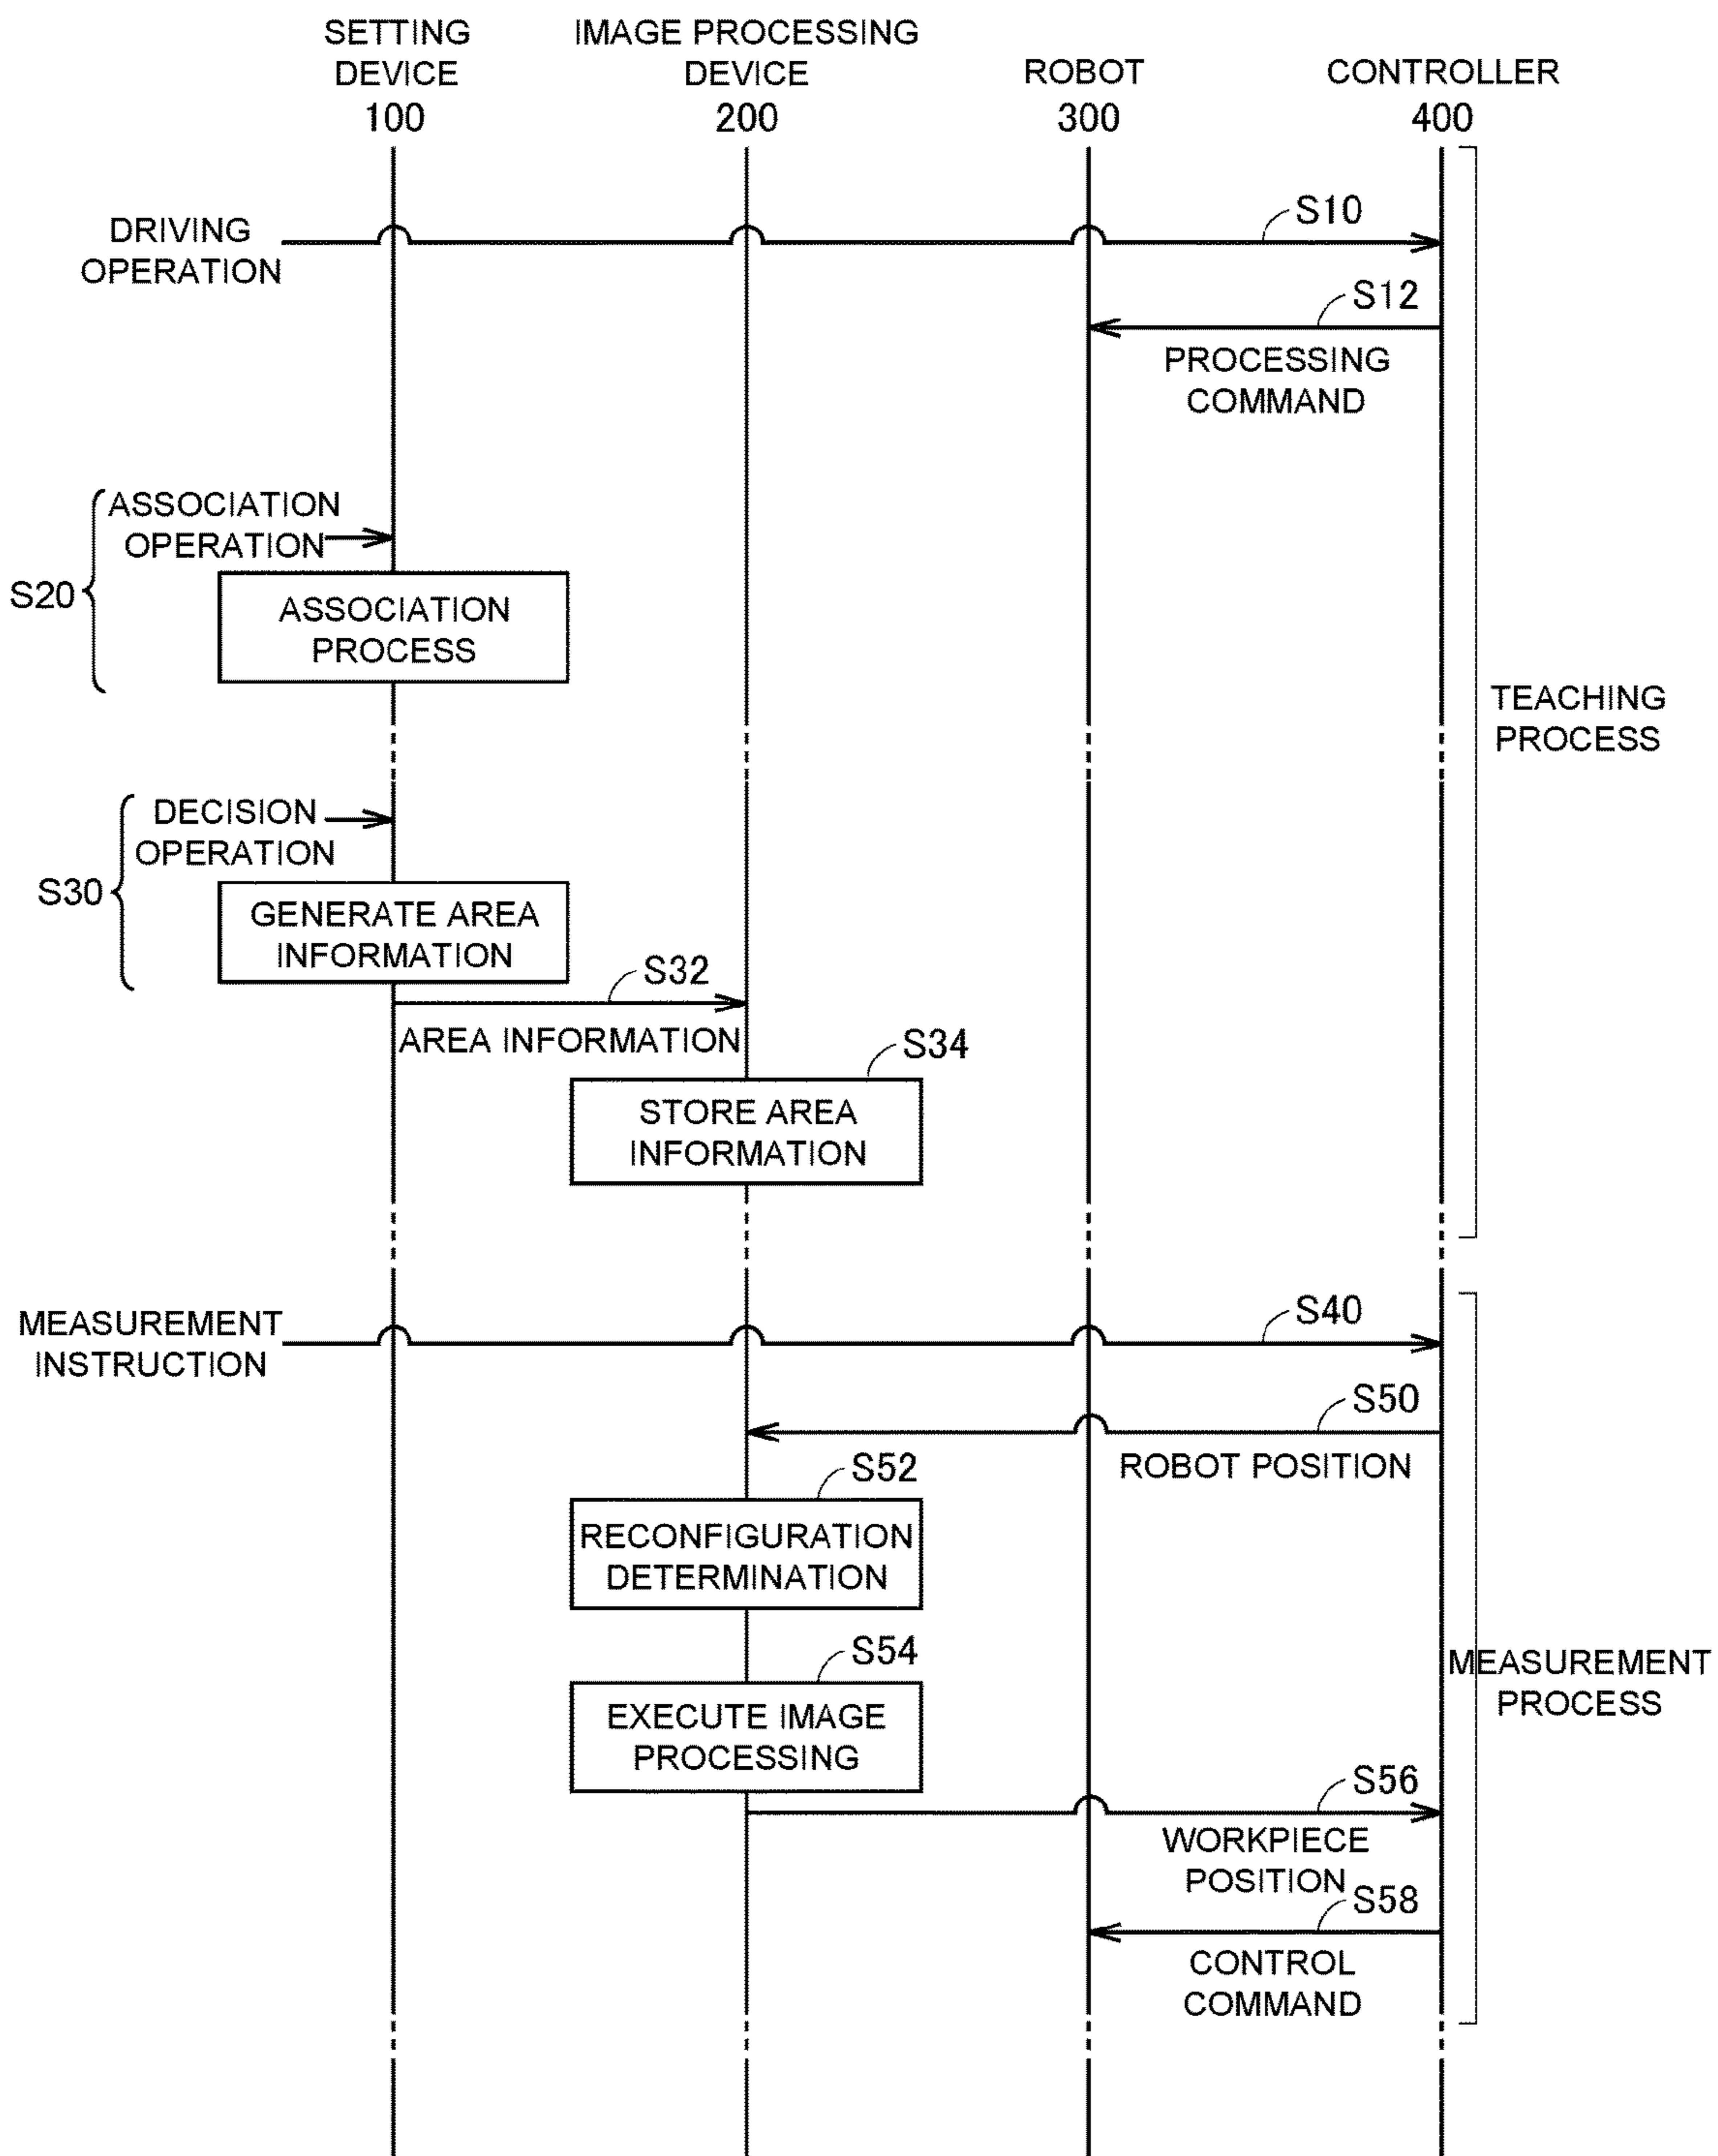 SETTING
DEVICE
100
IMAGE PROCESSING
DEVICE
200
ROBOT
300
CONTROLLER
400
DRIVING
OPERATION
S10
S12
PROCESSING
COMMAND
ASSOCIATION
OPERATION
S20
ASSOCIATION
PROCESS
TEACHING
PROCESS
DECISION
OPERATION
S30
GENERATE AREA
INFORMATION
S32
AREA INFORMATION
S34
STORE AREA
INFORMATION
MEASUREMENT
INSTRUCTION
S40
S50
ROBOT POSITION
S52
RECONFIGURATION
DETERMINATION
S54
EXECUTE IMAGE
PROCESSING
MEASUREMENT
PROCESS
S56
WORKPIECE
POSITION
S58
CONTROL
COMMAND